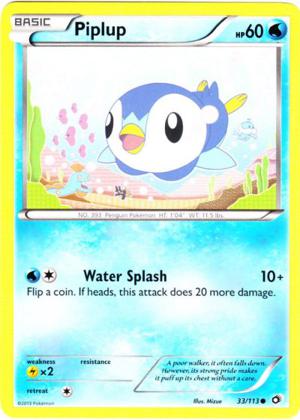 BASIC
Piplup
HP60
NO. 393 Penguin Pokémon HT. 1'04" WT. 11.5 lbs.
Water Splash 10+
Flip a coin. If heads, this attack does 20 more damage.
weakness resistance
×2
retreat
A poor walker, it often falls down.
However, its strong pride makes
it puff up its chest without a care.
©2013 Pokémon Illus. Mizue 33/113